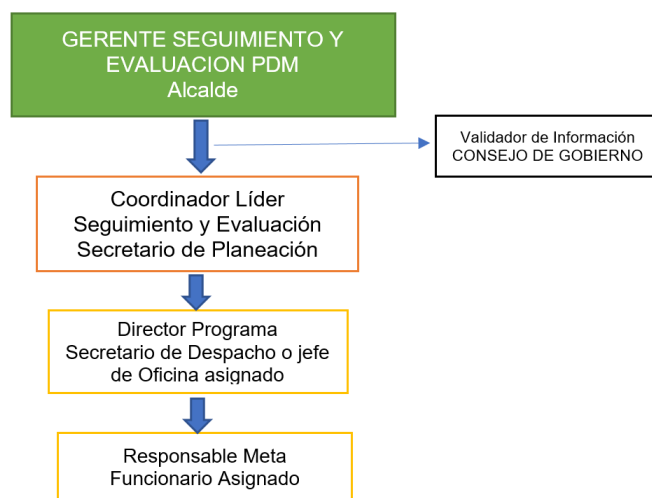 GERENTE SEGUIMIENTO Y
EVALUACION PDM
Alcalde
Validador de Información
CONSEJO DE GOBIERNO
Coordinador Líder
Seguimiento y Evaluación
Secretario de Planeación
Director Programa
Secretario de Despacho o jefe
de Oficina asignado
Responsable Meta
Funcionario Asignado